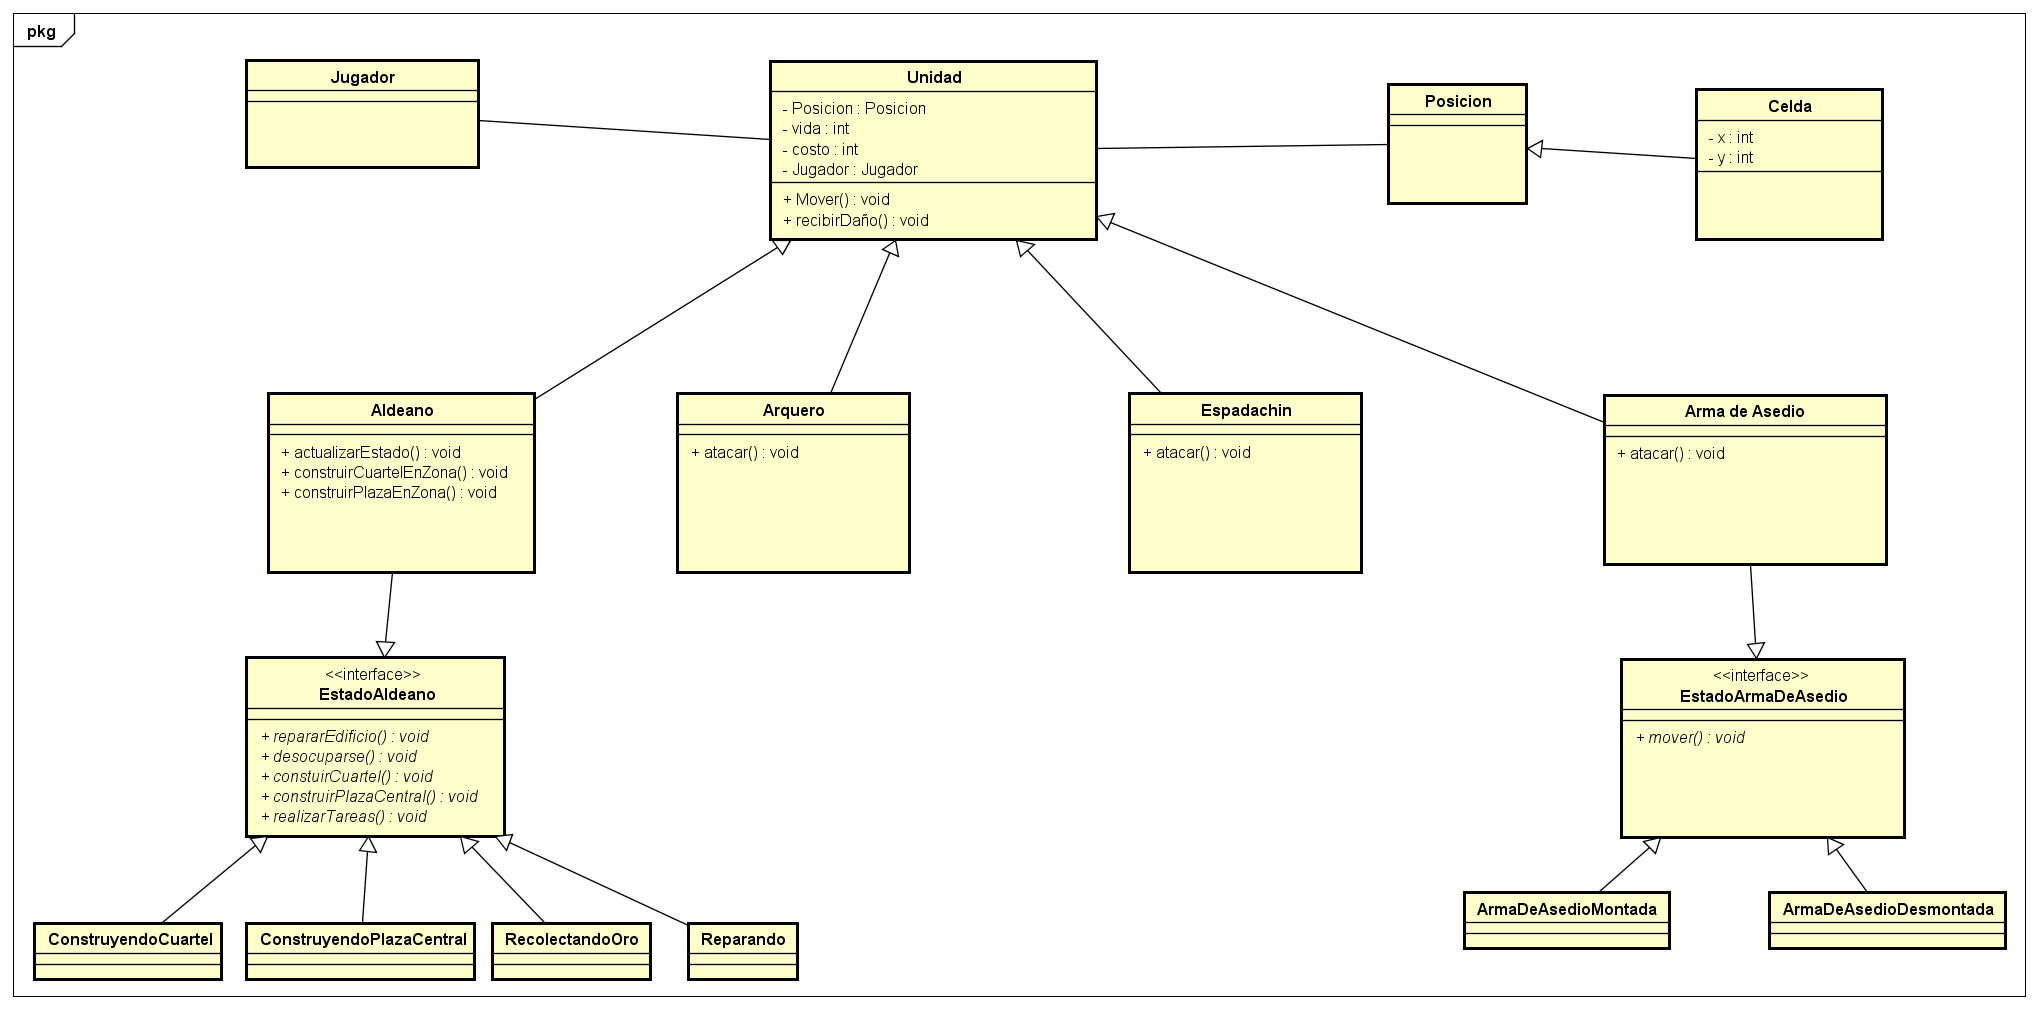 pkg
Jugador
Unidad
- Posicion : Posicion
- vida : int
- costo : int
- Jugador : Jugador
+ Mover() : void
+ recibirDaño() : void
Posicion
Celda
- x : int
- y : int
Aldeano
+ actualizarEstado() : void
+ construirCuartelEnZona() : void
+ construirPlazaEnZona() : void
Arquero
+ atacar() : void
Espadachin
+ atacar() : void
Arma de Asedio
+ atacar() : void
<<interface>>
EstadoAldeano
+ repararEdificio() : void
+ desocuparse() : void
+ constuirCuartel() : void
+ construirPlazaCentral() : void
+ realizarTareas() : void
<<interface>>
EstadoArmaDeAsedio
+ mover() : void
ConstruyendoCuartel
ConstruyendoPlazaCentral
RecolectandoOro
Reparando
ArmaDeAsedioMontada
ArmaDeAsedioDesmontada